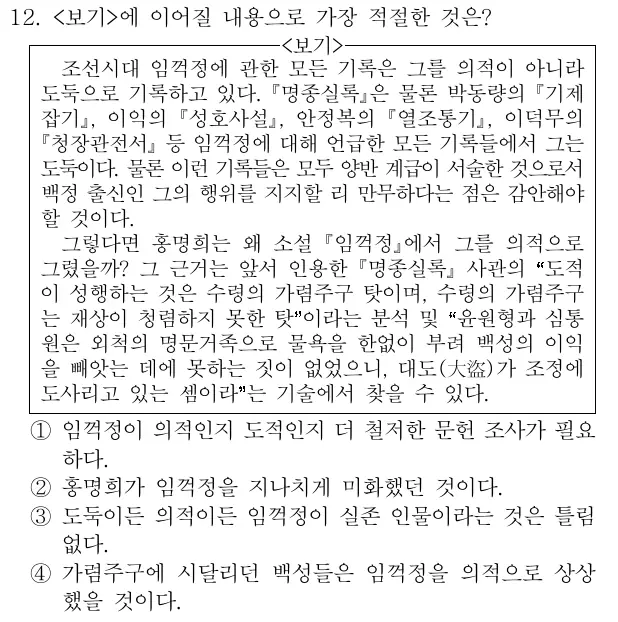 12. <보기>에 이어질 내용으로 가장 적절한 것은?
<보기>
조선시대 임꺽정에 관한 모든 기록은 그를 의적이 아니라
도둑으로 기록하고 있다.『명종실록』은 물론 박동량의 『기제
잡기』, 이익의 『성호사설』, 안정복의 『열조통기』, 이덕무의
『청장관전서』 등 임꺽정에 대해 언급한 모든 기록들에서 그는
도둑이다. 물론 이런 기록들은 모두 양반 계급이 서술한 것으로서
백정 출신인 그의 행위를 지지할 리 만무하다는 점은 감안해야
할 것이다.
그렇다면 홍명희는 왜 소설 『임꺽정』에서 그를 의적으로
그렸을까? 그 근거는 앞서 인용한 『명종실록』 사관의 “도적
이 성행하는 것은 수령의 가렴주구 탓이며, 수령의 가렴주구
는 재상이 청렴하지 못한 탓”이라는 분석 및 “윤원형과 심통
원은 외척의 명문거족으로 물욕을 한없이 부려 백성의 이익
을 빼앗는 데에 못하는 짓이 없었으니, 대도(大盜)가 조정에
도사리고 있는 셈이라”는 기술에서 찾을 수 있다.
① 임꺽정이 의적인지 도적인지 더 철저한 문헌 조사가 필요
하다.
② 홍명희가 임꺽정을 지나치게 미화했던 것이다.
③ 도둑이든 의적이든 임꺽정이 실존 인물이라는 것은 틀림
없다.
④ 가렴주구에 시달리던 백성들은 임꺽정을 의적으로 상상
했을 것이다.